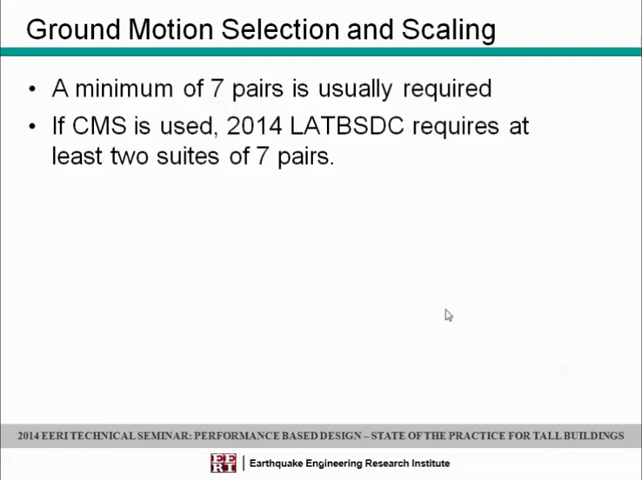 Ground Motion Selection and Scaling
• A minimum of 7 pairs is usually required
• If CMS is used, 2014 LATBSDC requires at
least two suites of 7 pairs.
2014 EERI TECHNICAL SEMINAR: PERFORMANCE BASED DESIGN – STATE OF THE PRACTICE FOR TALL BUILDINGS
EERI | Earthquake Engineering Research Institute